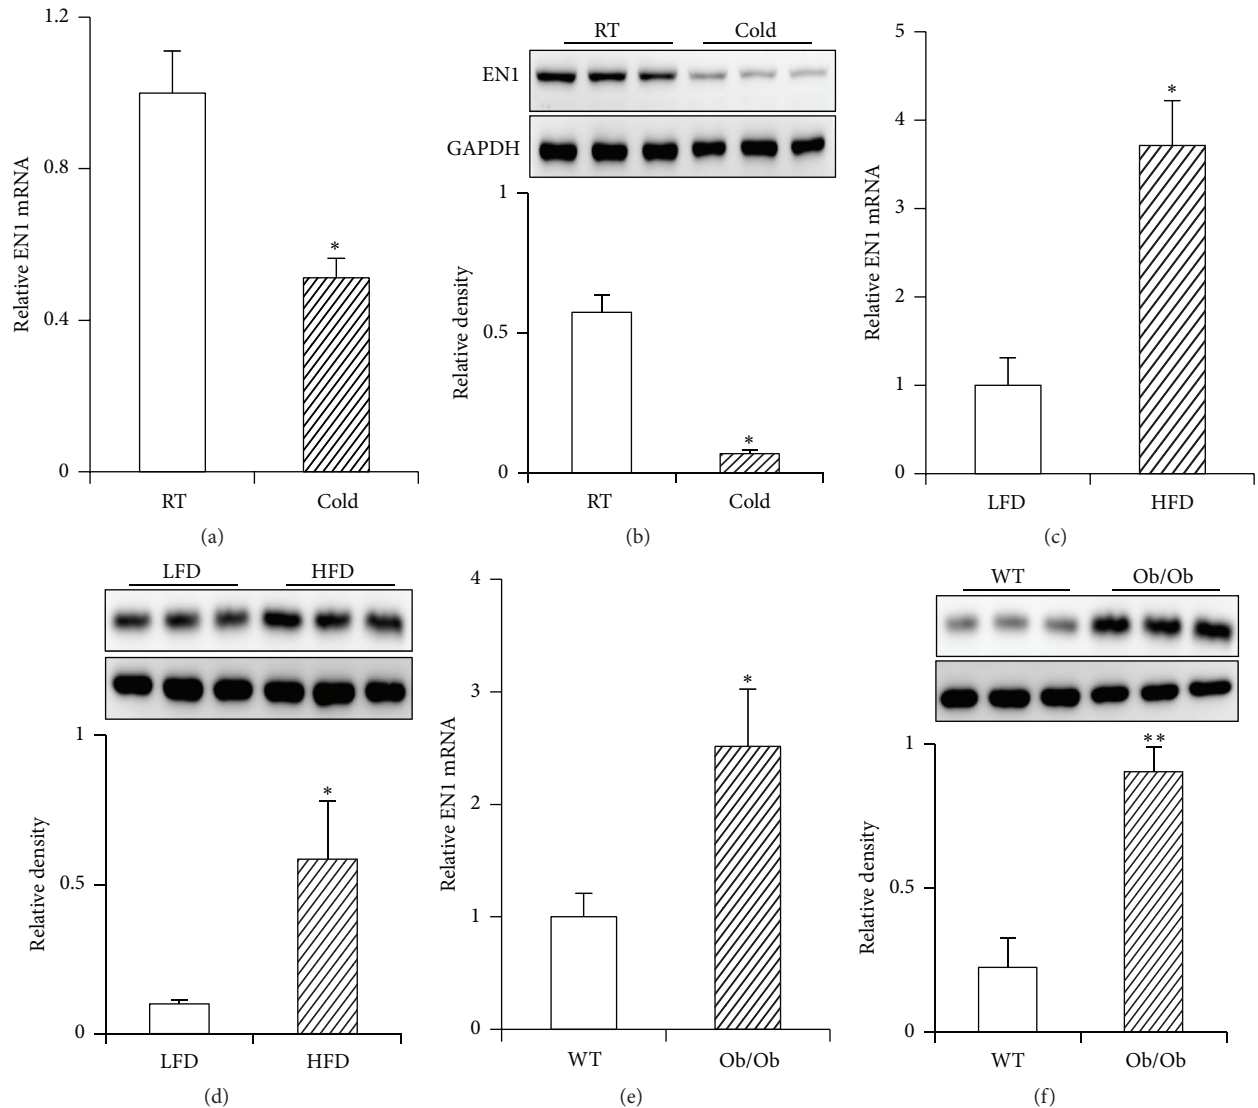 1.2
0.8
0.4
0
Relative EN1 mRNA
*
RT
Cold
(a)
RT
Cold
EN1
GAPDH
1
0.5
0
Relative density
*
RT
Cold
(b)
5
4
3
2
1
0
Relative EN1 mRNA
*
LFD
HFD
(c)
LFD
HFD
1
0.5
0
Relative density
*
LFD
HFD
(d)
4
3
2
1
0
Relative EN1 mRNA
*
WT
Ob/Ob
(e)
WT
Ob/Ob
1
0.5
0
Relative density
**
WT
Ob/Ob
(f)